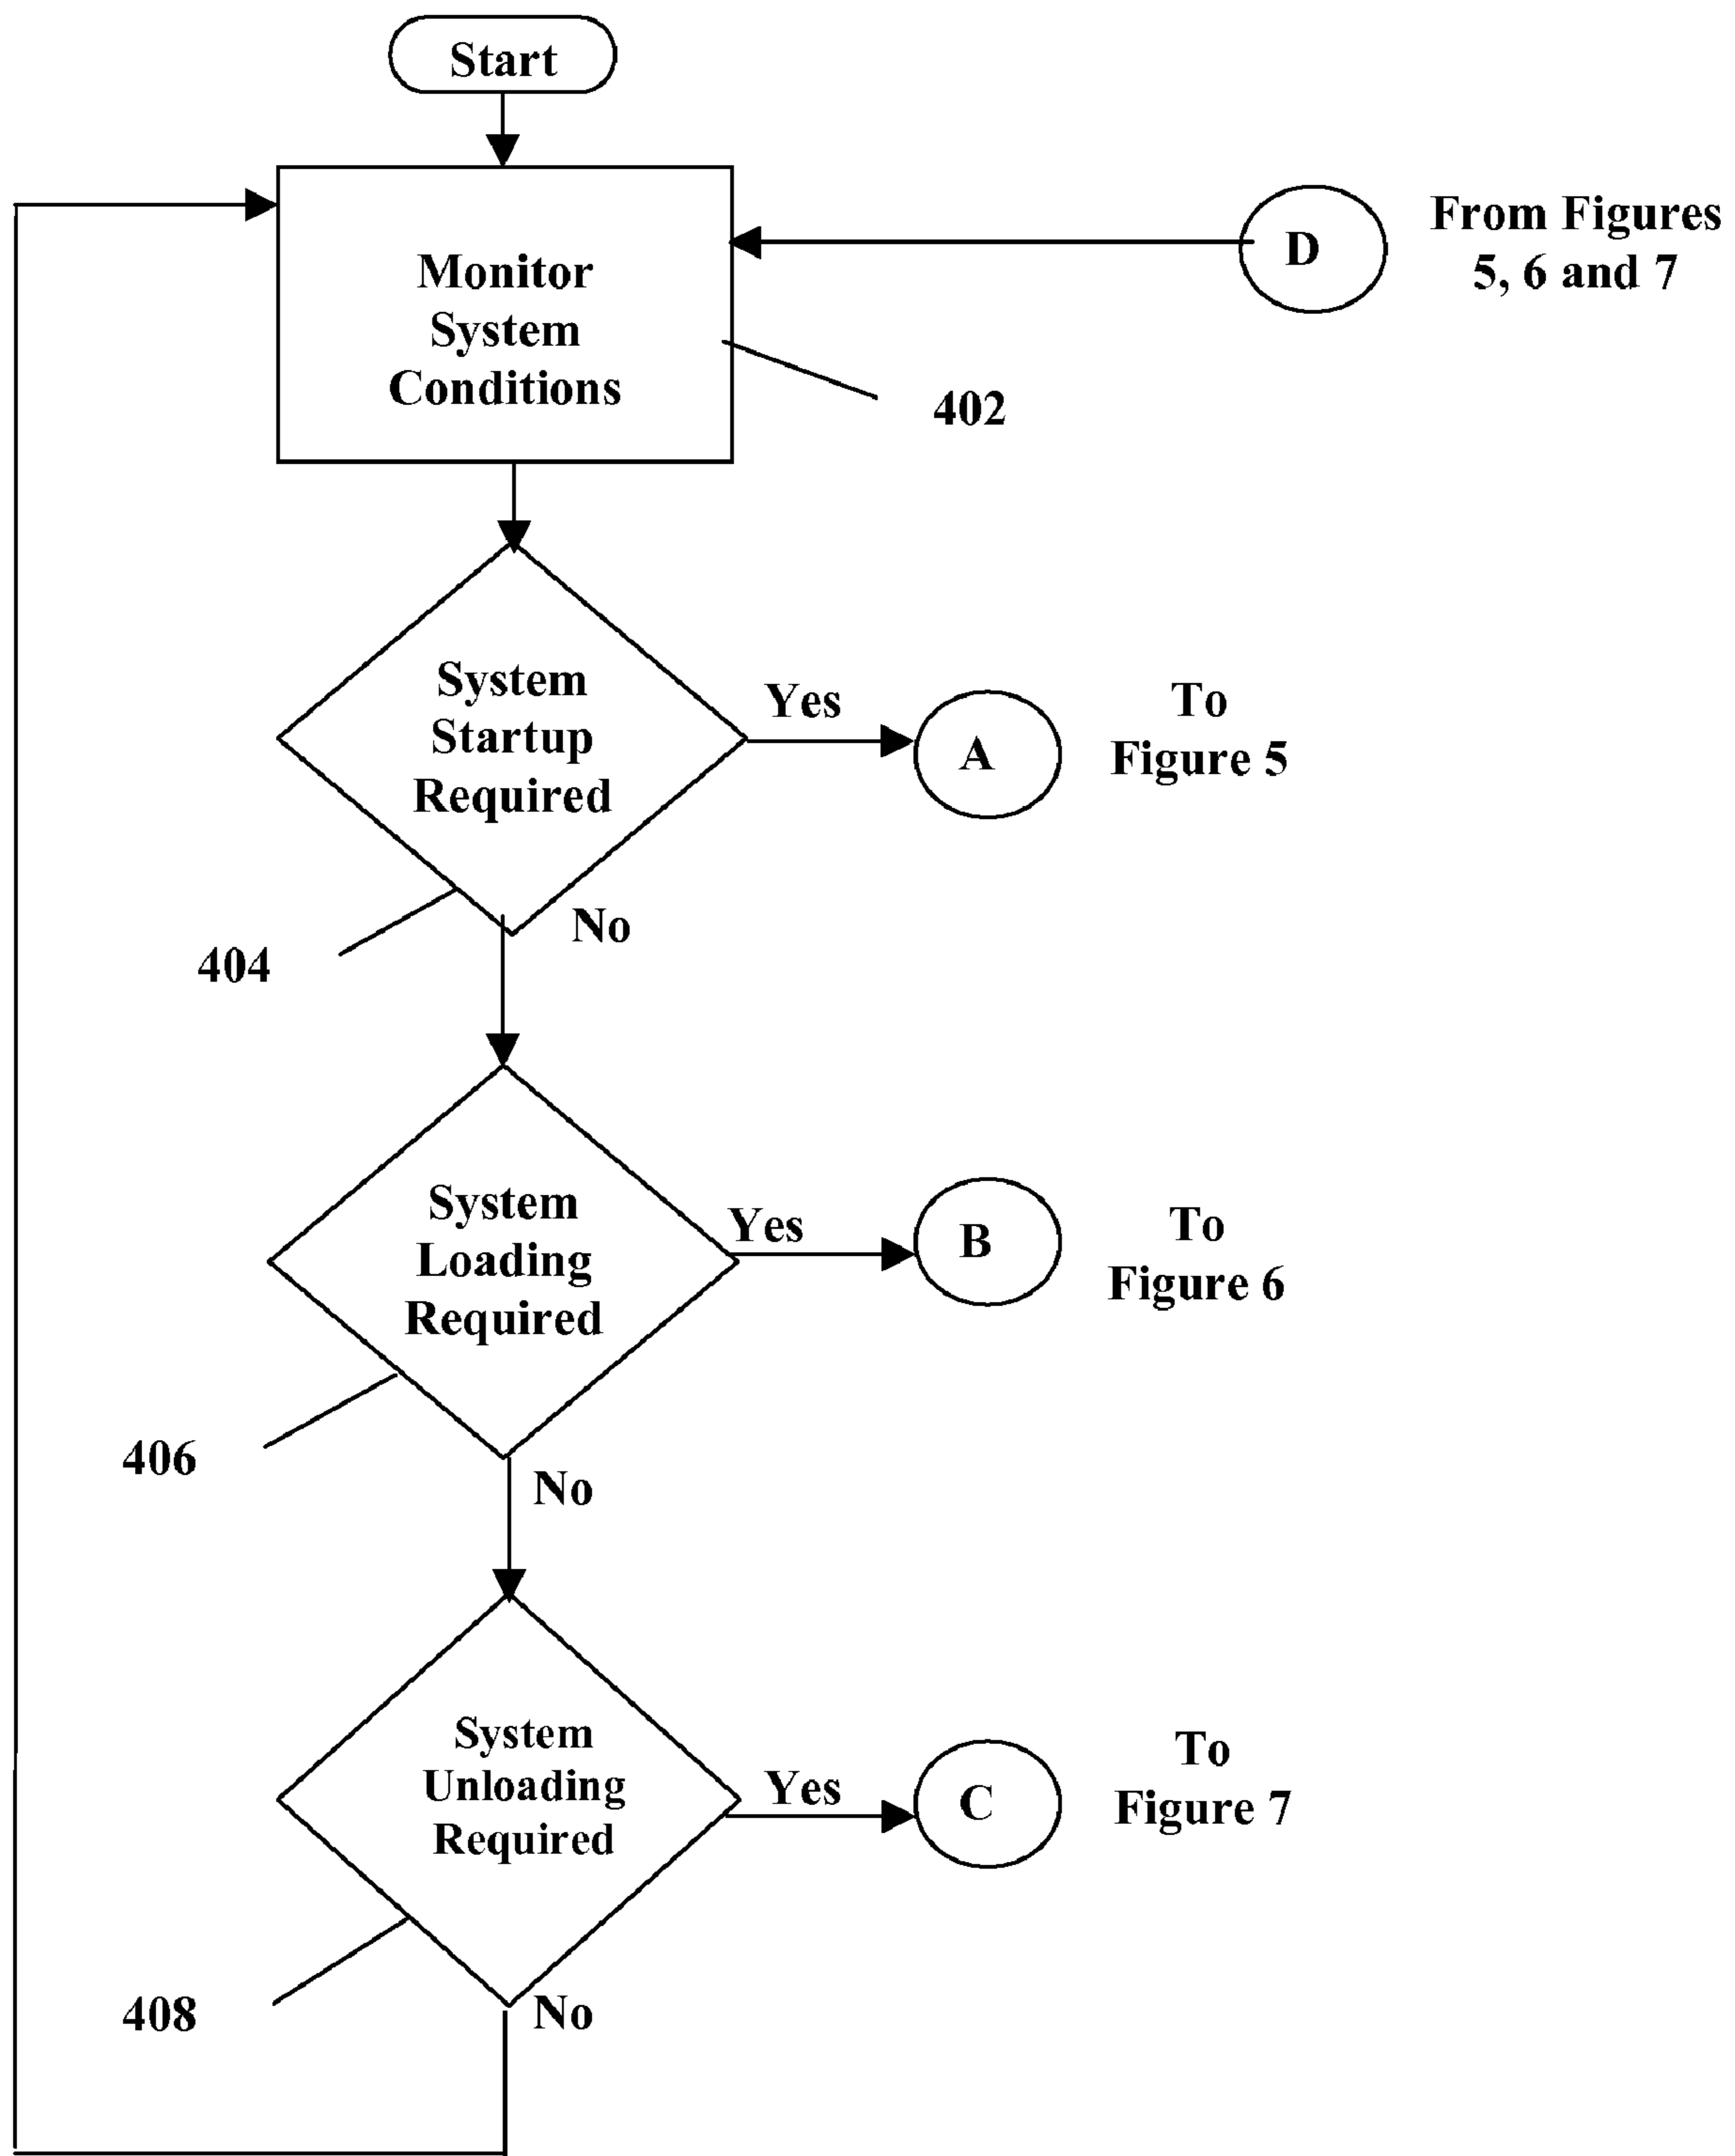 Start
Monitor
System
Conditions
D
From Figures
5, 6 and 7
402
System
Startup
Required
Yes
A
To
Figure 5
404
No
System
Loading
Required
Yes
B
To
Figure 6
406
No
System
Unloading
Required
Yes
C
To
Figure 7
408
No